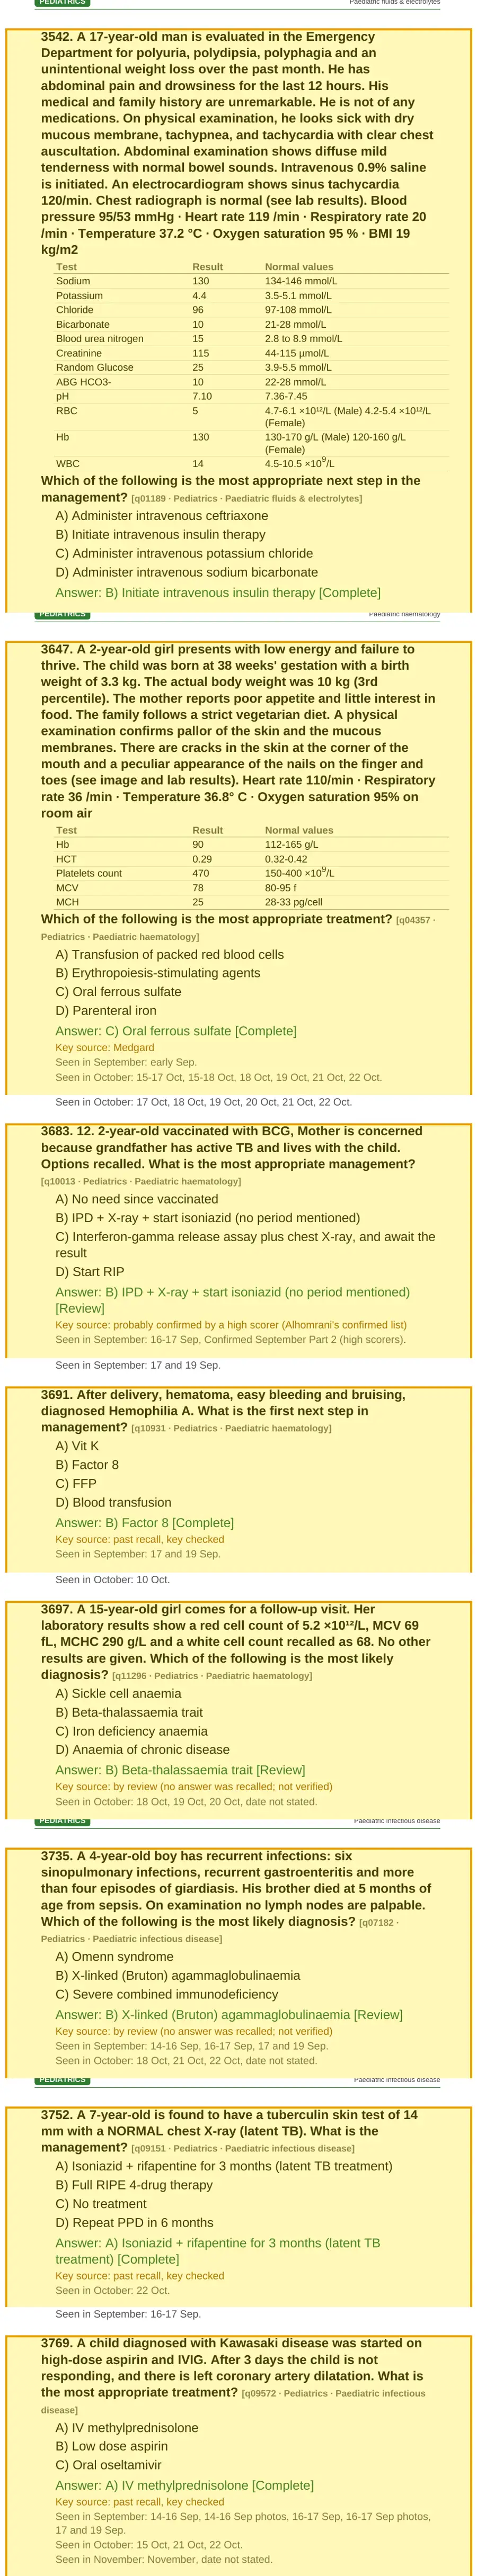 PEDIATRICS
Paediatric fluids & electrolytes
3542. A 17-year-old man is evaluated in the Emergency
Department for polyuria, polydipsia, polyphagia and an
unintentional weight loss over the past month. He has
abdominal pain and drowsiness for the last 12 hours. His
medical and family history are unremarkable. He is not of any
medications. On physical examination, he looks sick with dry
mucous membrane, tachypnea, and tachycardia with clear chest
auscultation. Abdominal examination shows diffuse mild
tenderness with normal bowel sounds. Intravenous 0.9% saline
is initiated. An electrocardiogram shows sinus tachycardia
120/min. Chest radiograph is normal (see lab results). Blood
pressure 95/53 mmHg · Heart rate 119 /min · Respiratory rate 20
/min · Temperature 37.2 °C · Oxygen saturation 95 % · BMI 19
kg/m2
Test Result Normal values
Sodium 130 134-146 mmol/L
Potassium 4.4 3.5-5.1 mmol/L
Chloride 96 97-108 mmol/L
Bicarbonate 10 21-28 mmol/L
Blood urea nitrogen 15 2.8 to 8.9 mmol/L
Creatinine 115 44-115 µmol/L
Random Glucose 25 3.9-5.5 mmol/L
ABG HCO3- 10 22-28 mmol/L
pH 7.10 7.36-7.45
RBC 5 4.7-6.1 ×10¹²/L (Male) 4.2-5.4 ×10¹²/L
(Female)
Hb 130 130-170 g/L (Male) 120-160 g/L
(Female)
WBC 14 4.5-10.5 ×10⁹/L
Which of the following is the most appropriate next step in the
management? [q01189 · Pediatrics · Paediatric fluids & electrolytes]
A) Administer intravenous ceftriaxone
B) Initiate intravenous insulin therapy
C) Administer intravenous potassium chloride
D) Administer intravenous sodium bicarbonate
Answer: B) Initiate intravenous insulin therapy [Complete]
PEDIATRICS
Paediatric haematology
3647. A 2-year-old girl presents with low energy and failure to
thrive. The child was born at 38 weeks' gestation with a birth
weight of 3.3 kg. The actual body weight was 10 kg (3rd
percentile). The mother reports poor appetite and little interest in
food. The family follows a strict vegetarian diet. A physical
examination confirms pallor of the skin and the mucous
membranes. There are cracks in the skin at the corner of the
mouth and a peculiar appearance of the nails on the finger and
toes (see image and lab results). Heart rate 110/min · Respiratory
rate 36 /min · Temperature 36.8° C · Oxygen saturation 95% on
room air
Test Result Normal values
Hb 90 112-165 g/L
HCT 0.29 0.32-0.42
Platelets count 470 150-400 ×10⁹/L
MCV 78 80-95 f
MCH 25 28-33 pg/cell
Which of the following is the most appropriate treatment? [q04357 ·
Pediatrics · Paediatric haematology]
A) Transfusion of packed red blood cells
B) Erythropoiesis-stimulating agents
C) Oral ferrous sulfate
D) Parenteral iron
Answer: C) Oral ferrous sulfate [Complete]
Key source: Medgard
Seen in September: early Sep.
Seen in October: 15-17 Oct, 15-18 Oct, 18 Oct, 19 Oct, 21 Oct, 22 Oct.
Seen in October: 17 Oct, 18 Oct, 19 Oct, 20 Oct, 21 Oct, 22 Oct.
3683. 12. 2-year-old vaccinated with BCG, Mother is concerned
because grandfather has active TB and lives with the child.
Options recalled. What is the most appropriate management?
[q10013 · Pediatrics · Paediatric haematology]
A) No need since vaccinated
B) IPD + X-ray + start isoniazid (no period mentioned)
C) Interferon-gamma release assay plus chest X-ray, and await the
result
D) Start RIP
Answer: B) IPD + X-ray + start isoniazid (no period mentioned)
[Review]
Key source: probably confirmed by a high scorer (Alhomrani's confirmed list)
Seen in September: 16-17 Sep, Confirmed September Part 2 (high scorers).
Seen in September: 17 and 19 Sep.
3691. After delivery, hematoma, easy bleeding and bruising,
diagnosed Hemophilia A. What is the first next step in
management? [q10931 · Pediatrics · Paediatric haematology]
A) Vit K
B) Factor 8
C) FFP
D) Blood transfusion
Answer: B) Factor 8 [Complete]
Key source: past recall, key checked
Seen in September: 17 and 19 Sep.
Seen in October: 10 Oct.
3697. A 15-year-old girl comes for a follow-up visit. Her
laboratory results show a red cell count of 5.2 ×10¹²/L, MCV 69
fL, MCHC 290 g/L and a white cell count recalled as 68. No other
results are given. Which of the following is the most likely
diagnosis? [q11296 · Pediatrics · Paediatric haematology]
A) Sickle cell anaemia
B) Beta-thalassaemia trait
C) Iron deficiency anaemia
D) Anaemia of chronic disease
Answer: B) Beta-thalassaemia trait [Review]
Key source: by review (no answer was recalled; not verified)
Seen in October: 18 Oct, 19 Oct, 20 Oct, date not stated.
PEDIATRICS
Paediatric infectious disease
3735. A 4-year-old boy has recurrent infections: six
sinopulmonary infections, recurrent gastroenteritis and more
than four episodes of giardiasis. His brother died at 5 months of
age from sepsis. On examination no lymph nodes are palpable.
Which of the following is the most likely diagnosis? [q07182 ·
Pediatrics · Paediatric infectious disease]
A) Omenn syndrome
B) X-linked (Bruton) agammaglobulinaemia
C) Severe combined immunodeficiency
Answer: B) X-linked (Bruton) agammaglobulinaemia [Review]
Key source: by review (no answer was recalled; not verified)
Seen in September: 14-16 Sep, 16-17 Sep, 17 and 19 Sep.
Seen in October: 18 Oct, 21 Oct, 22 Oct, date not stated.
PEDIATRICS
Paediatric infectious disease
3752. A 7-year-old is found to have a tuberculin skin test of 14
mm with a NORMAL chest X-ray (latent TB). What is the
management? [q09151 · Pediatrics · Paediatric infectious disease]
A) Isoniazid + rifapentine for 3 months (latent TB treatment)
B) Full RIPE 4-drug therapy
C) No treatment
D) Repeat PPD in 6 months
Answer: A) Isoniazid + rifapentine for 3 months (latent TB
treatment) [Complete]
Key source: past recall, key checked
Seen in October: 22 Oct.
Seen in September: 16-17 Sep.
3769. A child diagnosed with Kawasaki disease was started on
high-dose aspirin and IVIG. After 3 days the child is not
responding, and there is left coronary artery dilatation. What is
the most appropriate treatment? [q09572 · Pediatrics · Paediatric infectious
disease]
A) IV methylprednisolone
B) Low dose aspirin
C) Oral oseltamivir
Answer: A) IV methylprednisolone [Complete]
Key source: past recall, key checked
Seen in September: 14-16 Sep, 14-16 Sep photos, 16-17 Sep, 16-17 Sep photos,
17 and 19 Sep.
Seen in October: 15 Oct, 21 Oct, 22 Oct.
Seen in November: November, date not stated.